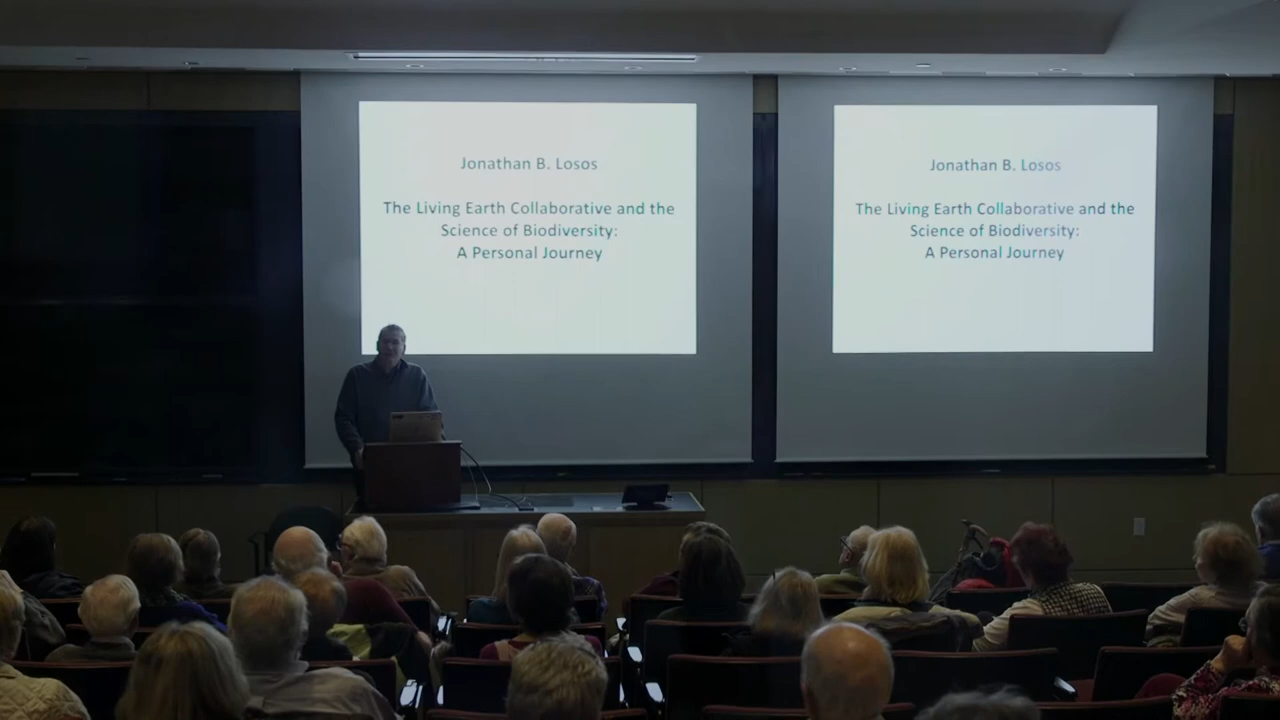 Jonathan B. Losos
The Living Earth Collaborative and the
Science of Biodiversity:
A Personal Journey
Jonathan B. Losos
The Living Earth Collaborative and the
Science of Biodiversity:
A Personal Journey